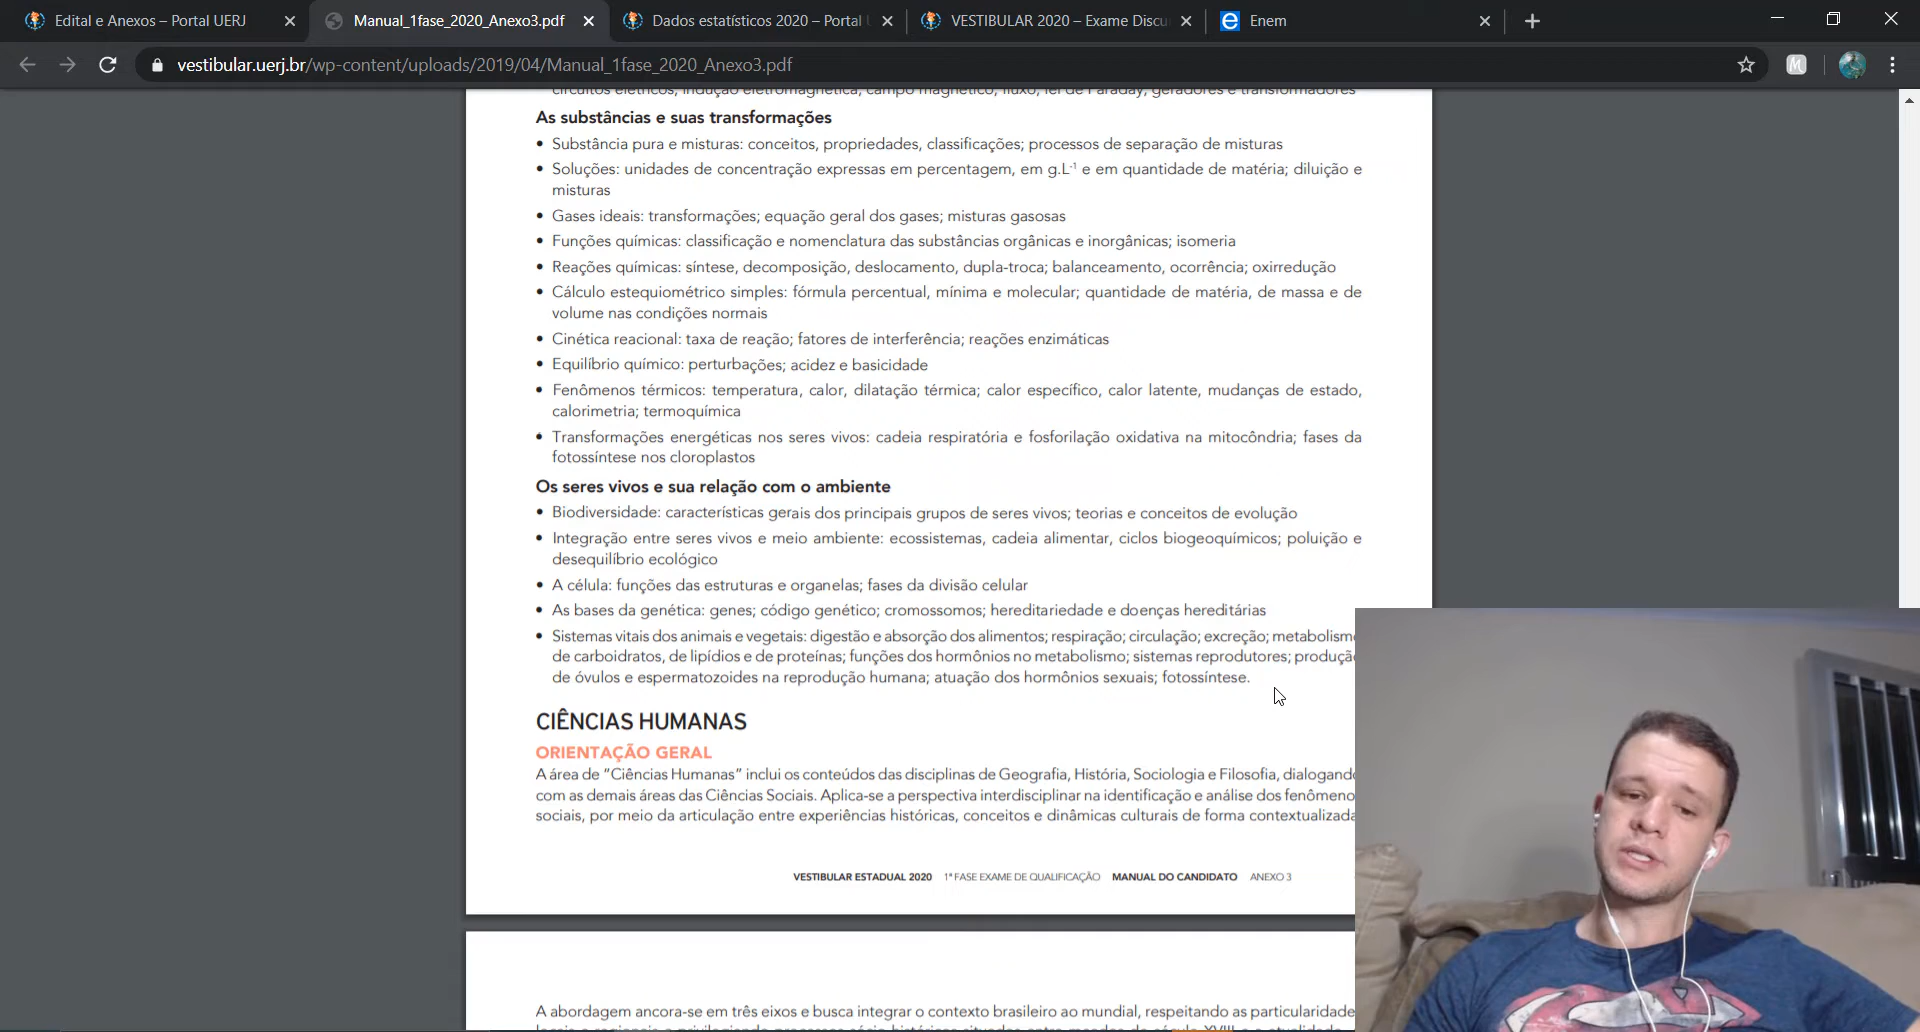 Edital e Anexos – Portal UERJ
Manual_1fase_2020_Anexo3.pdf
Dados estatísticos 2020 – Portal
VESTIBULAR 2020 – Exame Discu
Enem
vestibular.uerj.br/wp-content/uploads/2019/04/Manual_1fase_2020_Anexo3.pdf
M
circuitos elétricos, indução eletromagnética, campo magnético, fluxo, lei de Faraday, geradores e transformadores
As substâncias e suas transformações
• Substância pura e misturas: conceitos, propriedades, classificações; processos de separação de misturas
• Soluções: unidades de concentração expressas em percentagem, em g.L⁻¹ e em quantidade de matéria; diluição e
misturas
• Gases ideais: transformações; equação geral dos gases; misturas gasosas
• Funções químicas: classificação e nomenclatura das substâncias orgânicas e inorgânicas; isomeria
• Reações químicas: síntese, decomposição, deslocamento, dupla-troca; balanceamento, ocorrência; oxirredução
• Cálculo estequiométrico simples: fórmula percentual, mínima e molecular; quantidade de matéria, de massa e de
volume nas condições normais
• Cinética reacional: taxa de reação; fatores de interferência; reações enzimáticas
• Equilíbrio químico: perturbações; acidez e basicidade
• Fenômenos térmicos: temperatura, calor, dilatação térmica; calor específico, calor latente, mudanças de estado,
calorimetria; termoquímica
• Transformações energéticas nos seres vivos: cadeia respiratória e fosforilação oxidativa na mitocôndria; fases da
fotossíntese nos cloroplastos
Os seres vivos e sua relação com o ambiente
• Biodiversidade: características gerais dos principais grupos de seres vivos; teorias e conceitos de evolução
• Integração entre seres vivos e meio ambiente: ecossistemas, cadeia alimentar, ciclos biogeoquímicos; poluição e
desequilíbrio ecológico
• A célula: funções das estruturas e organelas; fases da divisão celular
• As bases da genética: genes; código genético; cromossomos; hereditariedade e doenças hereditárias
• Sistemas vitais dos animais e vegetais: digestão e absorção dos alimentos; respiração; circulação; excreção; metabolism
de carboidratos, de lipídios e de proteínas; funções dos hormônios no metabolismo; sistemas reprodutores; produçã
de óvulos e espermatozoides na reprodução humana; atuação dos hormônios sexuais; fotossíntese.
CIÊNCIAS HUMANAS
ORIENTAÇÃO GERAL
A área de "Ciências Humanas" inclui os conteúdos das disciplinas de Geografia, História, Sociologia e Filosofia, dialogand
com as demais áreas das Ciências Sociais. Aplica-se a perspectiva interdisciplinar na identificação e análise dos fenômeno
sociais, por meio da articulação entre experiências históricas, conceitos e dinâmicas culturais de forma contextualizada
VESTIBULAR ESTADUAL 2020 1ª FASE EXAME DE QUALIFICAÇÃO MANUAL DO CANDIDATO ANEXO 3
A abordagem ancora-se em três eixos e busca integrar o contexto brasileiro ao mundial, respeitando as particularidade